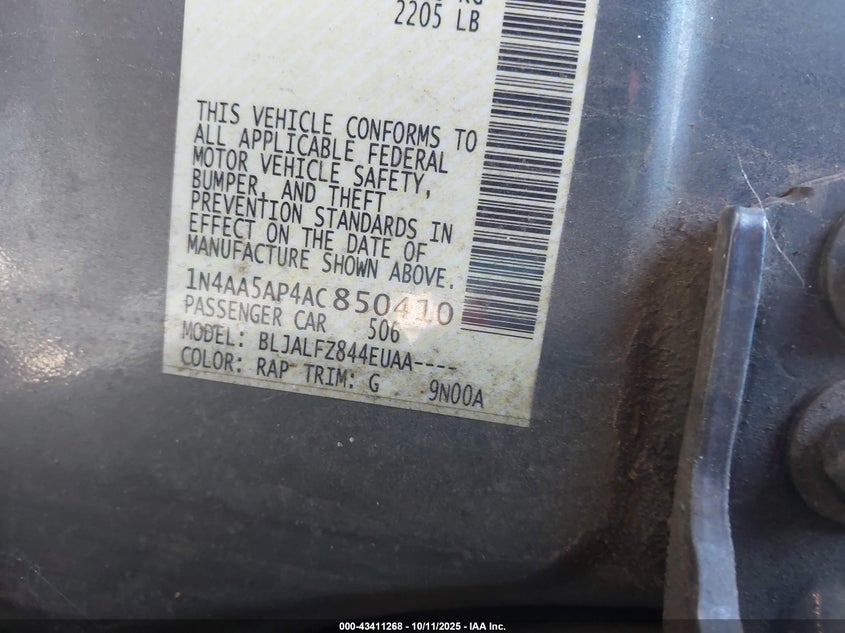 2205 LB
THIS VEHICLE CONFORMS TO
ALL APPLICABLE FEDERAL
MOTOR VEHICLE SAFETY,
BUMPER, AND THEFT
PREVENTION STANDARDS IN
EFFECT ON THE DATE OF
MANUFACTURE SHOWN ABOVE.
1N4AA5AP4AC850410
PASSENGER CAR 506
MODEL: BLJALFZ844EUAA----
COLOR: RAP TRIM: G 9N00A
000-43411268 - 10/11/2025 - IAA Inc.